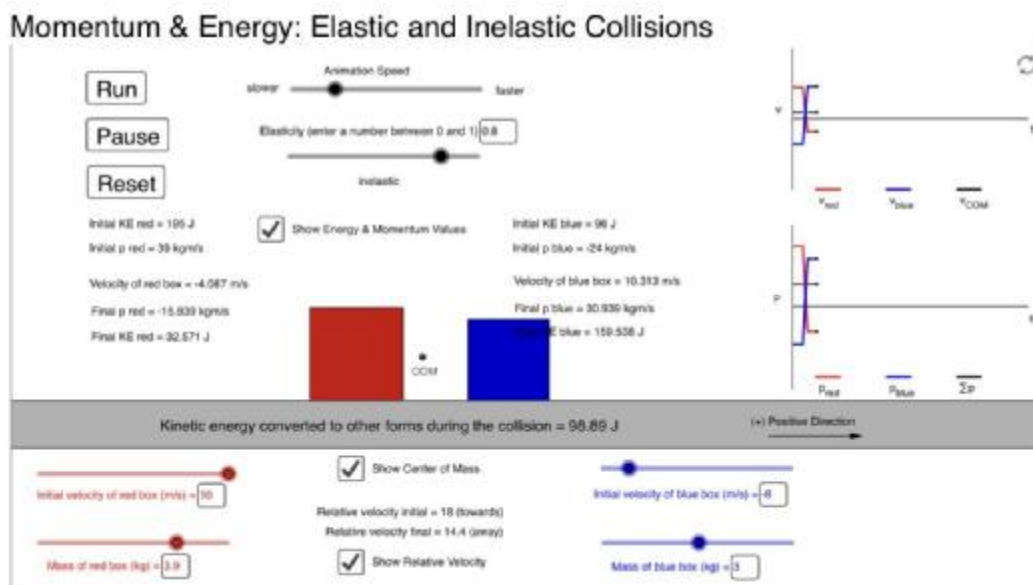 Momentum & Energy: Elastic and Inelastic Collisions
Run
Pause
Reset
Animation Speed
slower
faster
Elasticity (enter a number between 0 and 1) 0.8
inelastic
Initial KE red = 195 J
Initial p red = 39 kgm/s
Velocity of red box = -4.087 m/s
Final p red = -15.939 kgm/s
Final KE red = 32.571 J
Show Energy & Momentum Values
Initial KE blue = 96 J
Initial p blue = -24 kgm/s
Velocity of blue box = 10.313 m/s
Final p blue = 30.939 kgm/s
KE blue = 159.538 J
COM
v
t
v_red v_blue v_COM
P
p_red p_blue Σp
Kinetic energy converted to other forms during the collision = 98.89 J
(+) Positive Direction
Initial velocity of red box (m/s) = 10
Mass of red box (kg) = 3.9
Show Center of Mass
Relative velocity initial = 18 (towards)
Relative velocity final = 14.4 (away)
Show Relative Velocity
Initial velocity of blue box (m/s) = -8
Mass of blue box (kg) = 3